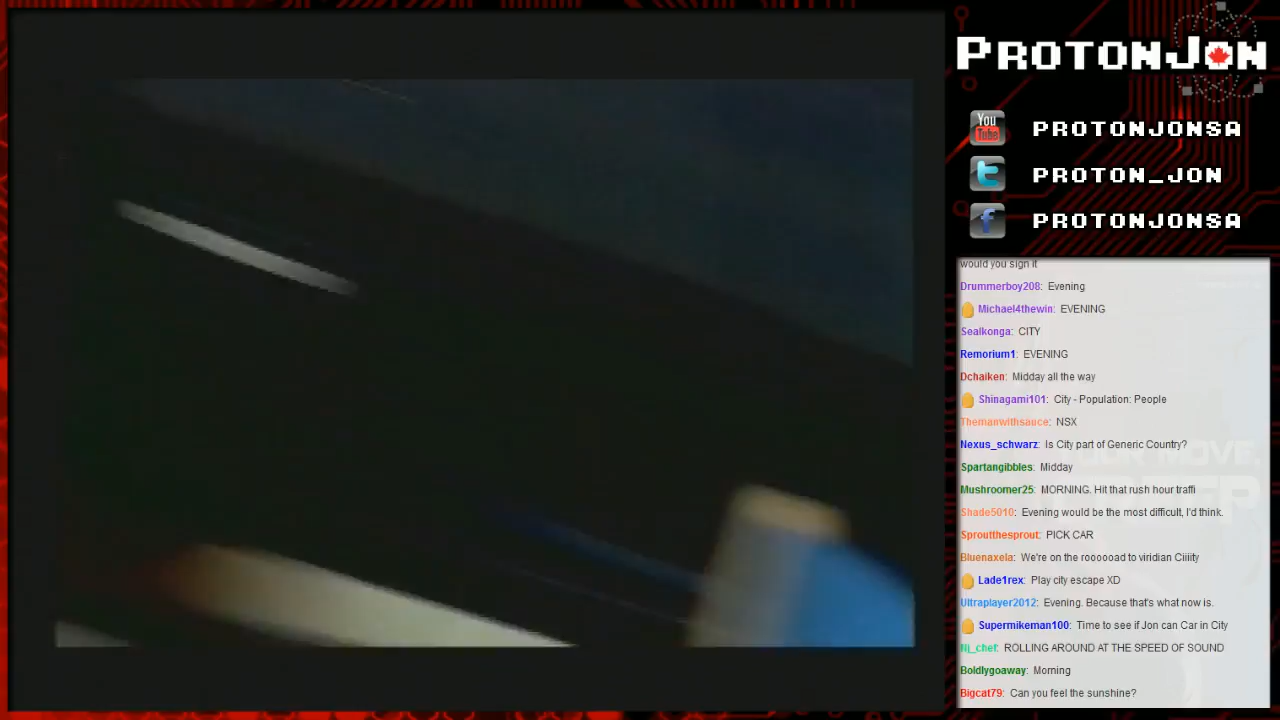 PROTONJON
You
Tube
PROTONJONSA
PROTON_JON
PROTONJONSA
would you sign it
Drummerboy208: Evening
Michael4thewin: EVENING
Sealkonga: CITY
Remorium1: EVENING
Dchaiken: Midday all the way
Shinagami101: City - Population: People
Themanwithsauce: NSX
Nexus_schwarz: Is City part of Generic Country?
Spartangibbles: Midday
Mushroomer25: MORNING. Hit that rush hour traffi
Shade5010: Evening would be the most difficult, I'd think.
Sproutthesprout: PICK CAR
Bluenaxela: We're on the roooooad to viridian Ciiiity
Lade1rex: Play city escape XD
Ultraplayer2012: Evening. Because that's what now is.
Supermikeman100: Time to see if Jon can Car in City
Nj_chef: ROLLING AROUND AT THE SPEED OF SOUND
Boldlygoaway: Morning
Bigcat79: Can you feel the sunshine?